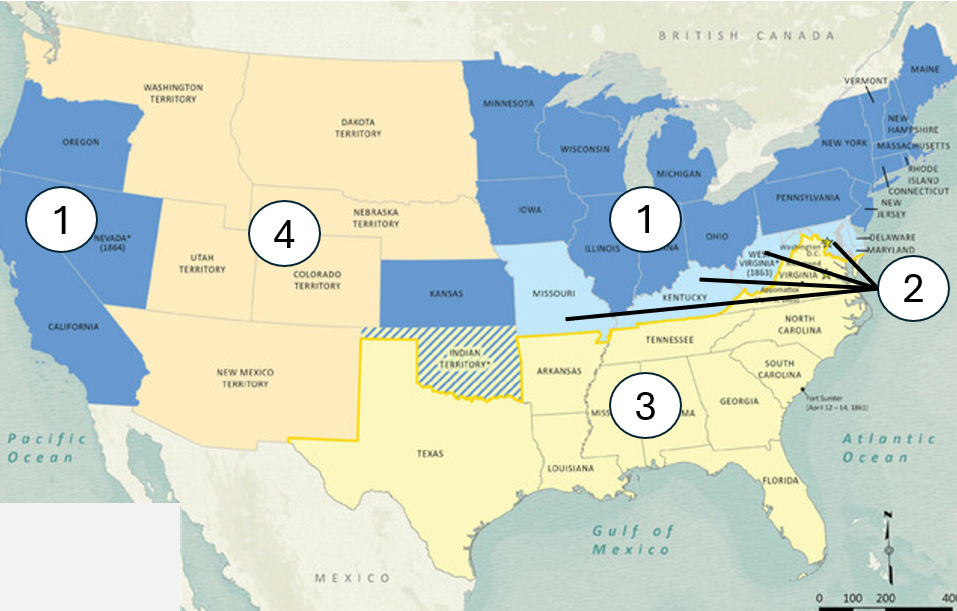 BRITISH CANADA
WASHINGTON
TERRITORY
DAKOTA
TERRITORY
MINNESOTA
VERMONT
MAINE
OREGON
WISCONSIN
MICHIGAN
NEW YORK
NEW
HAMPSHIRE
MASSACHUSETTS
RHODE
ISLAND
CONNECTICUT
NEW
JERSEY
PENNSYLVANIA
IOWA
NEBRASKA
TERRITORY
1
NEVADA*
(1864)
4
1
ILLINOIS
NA
OHIO
DELAWARE
MARYLAND
Washington
D.C.
UTAH
TERRITORY
COLORADO
TERRITORY
KANSAS
MISSOURI
KENTUCKY
WES
VIRGINIA*
(1863)
VIRGINIA
2
CALIFORNIA
NEW MEXICO
TERRITORY
INDIAN
TERRITORY*
ARKANSAS
TENNESSEE
NORTH
CAROLINA
SOUTH
CAROLINA
MISS
3
MA
GEORGIA
Fort Sumter
(April 12 – 14, 1861)
Pacific
Ocean
Atlantic
Ocean
TEXAS
LOUISIANA
FLORIDA
Gulf of
Mexico
MEXICO
N
0 100 200 400